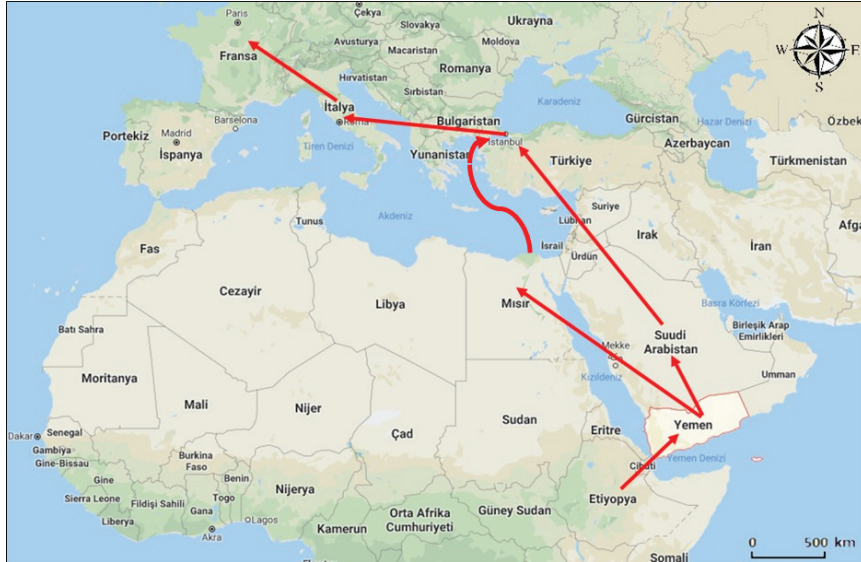 Paris
Çekya
Ukrayna
Slovakya
N
W
E
S
Fransa
Avusturya
Macaristan
Moldova
Romanya
Hırvatistan
Sırbistan
İtalya
Roma
Portekiz
Madrid
İspanya
Barselona
Tiren Denizi
Bulgaristan
Karadeniz
Gürcistan
Hazar Denizi
Özbe
Azerbaycan
Türkmenistan
Yunanistan
İstanbul
Türkiye
Akdeniz
Tunus
Fas
Suriye
Lübnan
İsrail
Ürdün
Irak
İran
Afga
Cezayir
Libya
Mısır
Basra Körfezi
Batı Sahra
Suudi
Arabistan
Birleşik Arap
Emirlikleri
Mekke
Kızıldeniz
Umman
Moritanya
Mali
Nijer
Çad
Sudan
Eritre
Yemen
Dakar
Senegal
Gambiya
Gine-Bissau
Burkina
Faso
Cibuti
Yemen Denizi
Gine
Benin
Sierra Leone
Fildişi Sahili
Togo
Gana
Nijerya
Etiyopya
Liberya
Lagos
Akra
Kamerun
Orta Afrika
Cumhuriyeti
Güney Sudan
Somali
0 500 km